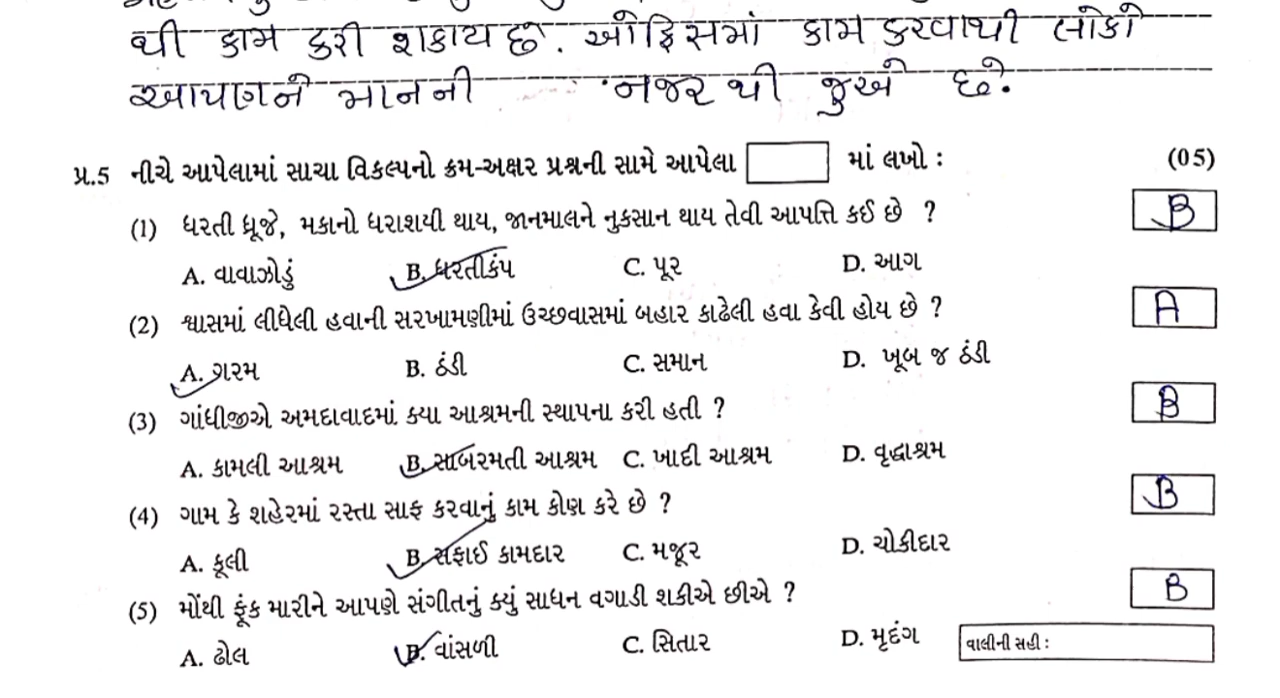 થી કામ કરી શકાય છે. ઓફિસમાં કામ કરવાથી લોકો
આપણને માનની નજર થી જુએ છે.
પ્ર.5 નીચે આપેલામાં સાચા વિકલ્પનો ક્રમ-અક્ષર પ્રશ્નની સામે આપેલા માં લખો : (05)
(1) ધરતી ધ્રૂજે, મકાનો ધરાશયી થાય, જાનમાલને નુકસાન થાય તેવી આપત્તિ કઈ છે ? B
A. વાવાઝોડું B. ધરતીકંપ C. પૂર D. આગ
(2) શ્વાસમાં લીધેલી હવાની સરખામણીમાં ઉચ્છવાસમાં બહાર કાઢેલી હવા કેવી હોય છે ? A
A. ગરમ B. ઠંડી C. સમાન D. ખૂબ જ ઠંડી
(3) ગાંધીજીએ અમદાવાદમાં ક્યા આશ્રમની સ્થાપના કરી હતી ? B
A. કામલી આશ્રમ B. સાબરમતી આશ્રમ C. ખાદી આશ્રમ D. વૃદ્ધાશ્રમ
(4) ગામ કે શહેરમાં રસ્તા સાફ કરવાનું કામ કોણ કરે છે ? B
A. કૂલી B. સફાઈ કામદાર C. મજૂર D. ચોકીદાર
(5) મોંથી ફૂંક મારીને આપણે સંગીતનું ક્યું સાધન વગાડી શકીએ છીએ ? B
A. ઢોલ B. વાંસળી C. સિતાર D. મૃદંગ વાલીની સહી :